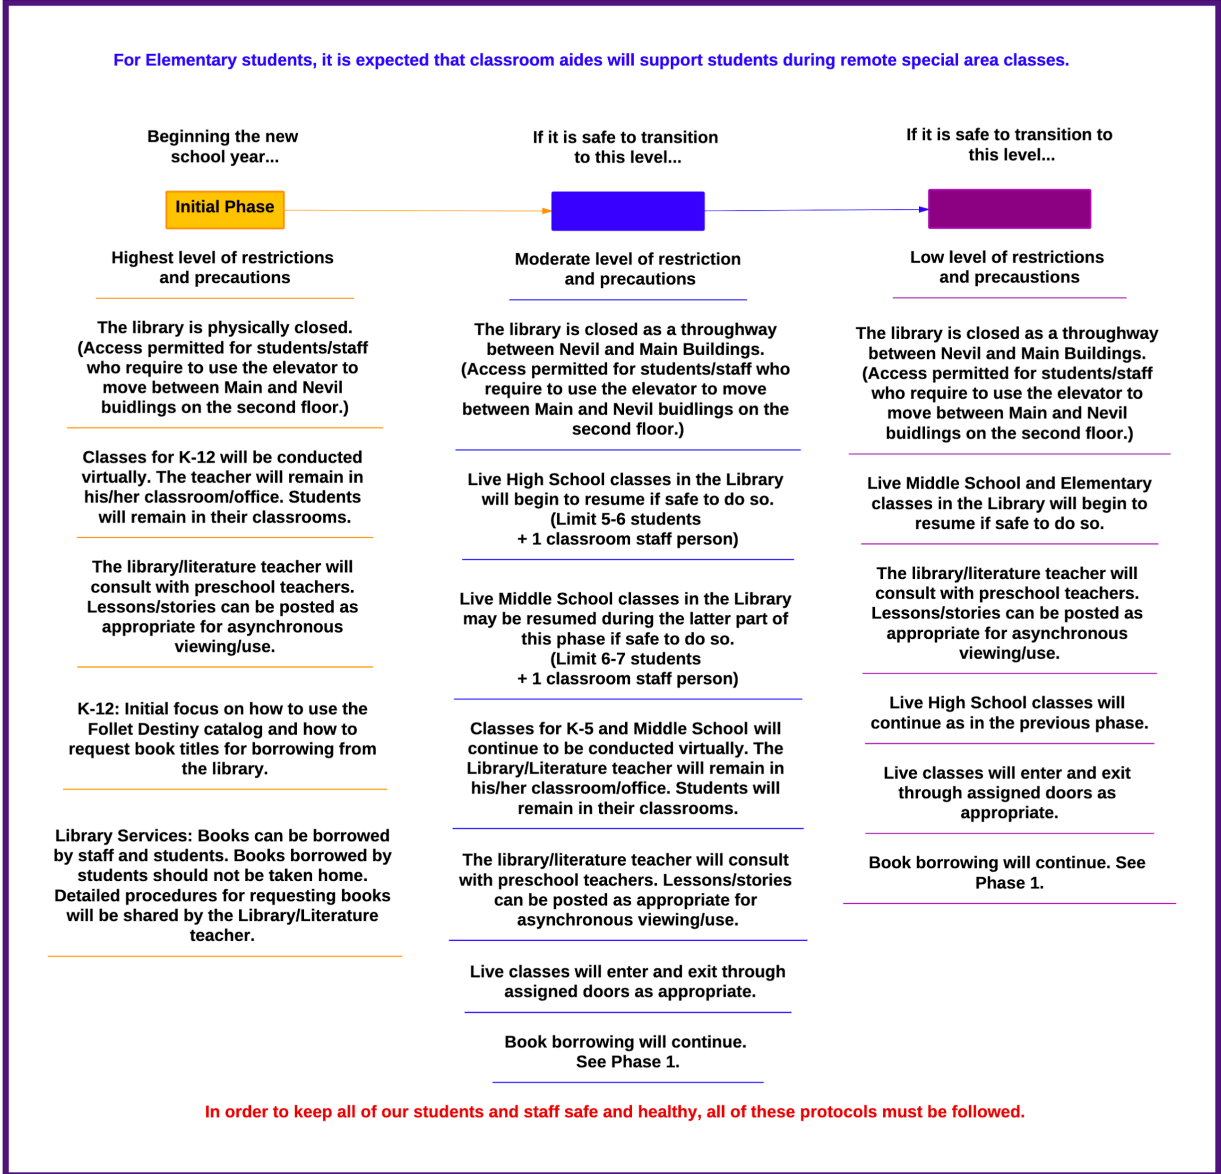 For Elementary students, it is expected that classroom aides will support students during remote special area classes.
Beginning the new
school year...
Initial Phase
Highest level of restrictions
and precautions
The library is physically closed.
(Access permitted for students/staff
who require to use the elevator to
move between Main and Nevil
buidlings on the second floor.)
Classes for K-12 will be conducted
virtually. The teacher will remain in
his/her classroom/office. Students
will remain in their classrooms.
The library/literature teacher will
consult with preschool teachers.
Lessons/stories can be posted as
appropriate for asynchronous
viewing/use.
K-12: Initial focus on how to use the
Follet Destiny catalog and how to
request book titles for borrowing from
the library.
Library Services: Books can be borrowed
by staff and students. Books borrowed by
students should not be taken home.
Detailed procedures for requesting books
will be shared by the Library/Literature
teacher.
If it is safe to transition
to this level...
Moderate level of restriction
and precautions
The library is closed as a throughway
between Nevil and Main Buildings.
(Access permitted for students/staff who
require to use the elevator to move
between Main and Nevil buidlings on the
second floor.)
Live High School classes in the Library
will begin to resume if safe to do so.
(Limit 5-6 students
+ 1 classroom staff person)
Live Middle School classes in the Library
may be resumed during the latter part of
this phase if safe to do so.
(Limit 6-7 students
+ 1 classroom staff person)
Classes for K-5 and Middle School will
continue to be conducted virtually. The
Library/Literature teacher will remain in
his/her classroom/office. Students will
remain in their classrooms.
The library/literature teacher will consult
with preschool teachers. Lessons/stories
can be posted as appropriate for
asynchronous viewing/use.
Live classes will enter and exit through
assigned doors as appropriate.
Book borrowing will continue.
See Phase 1.
If it is safe to transition to
this level...
Low level of restrictions
and precaustions
The library is closed as a throughway
between Nevil and Main Buildings.
(Access permitted for students/staff
who require to use the elevator to
move between Main and Nevil
buidlings on the second floor.)
Live Middle School and Elementary
classes in the Library will begin to
resume if safe to do so.
The library/literature teacher will
consult with preschool teachers.
Lessons/stories can be posted as
appropriate for asynchronous
viewing/use.
Live High School classes will
continue as in the previous phase.
Live classes will enter and exit
through assigned doors as
appropriate.
Book borrowing will continue. See
Phase 1.
In order to keep all of our students and staff safe and healthy, all of these protocols must be followed.